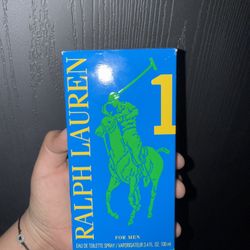 RALPH LAUREN
1
FOR MEN
EAU DE TOILETTE SPRAY / VAPORISATEUR 3.4 FL. OZ. 100 ml